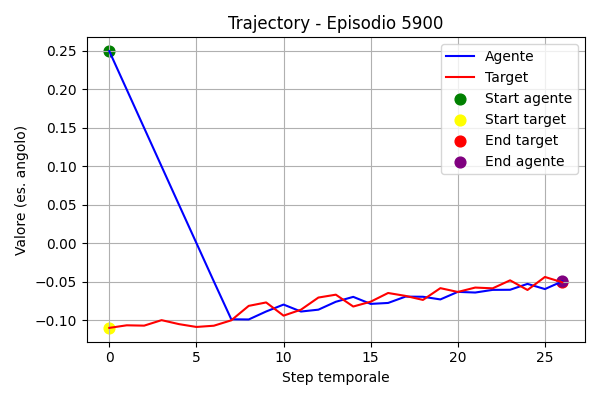 Trajectory - Episodio 5900
Valore (es. angolo)
0.25
0.20
0.15
0.10
0.05
0.00
−0.05
−0.10
Agente
Target
Start agente
Start target
End target
End agente
0 5 10 15 20 25
Step temporale